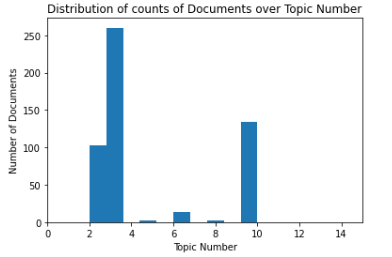 Distribution of counts of Documents over Topic Number
250
200
150
100
50
0
Number of Documents
0 2 4 6 8 10 12 14
Topic Number